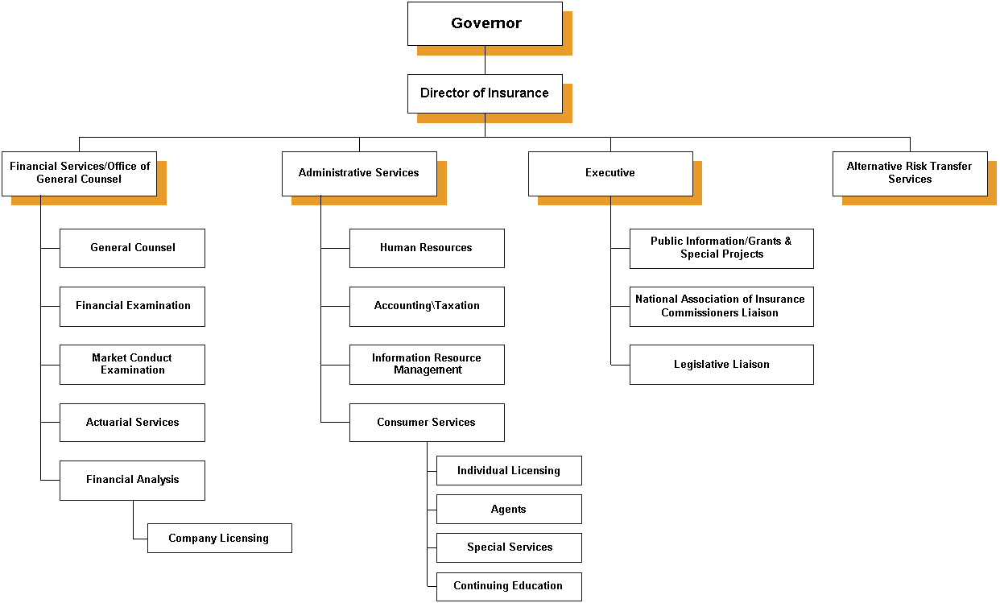 Governor
Director of Insurance
Financial Services/Office of
General Counsel
Administrative Services
Executive
Alternative Risk Transfer
Services
General Counsel
Financial Examination
Market Conduct
Examination
Actuarial Services
Financial Analysis
Company Licensing
Human Resources
Accounting\Taxation
Information Resource
Management
Consumer Services
Individual Licensing
Agents
Special Services
Continuing Education
Public Information/Grants &
Special Projects
National Association of Insurance
Commissioners Liaison
Legislative Liaison